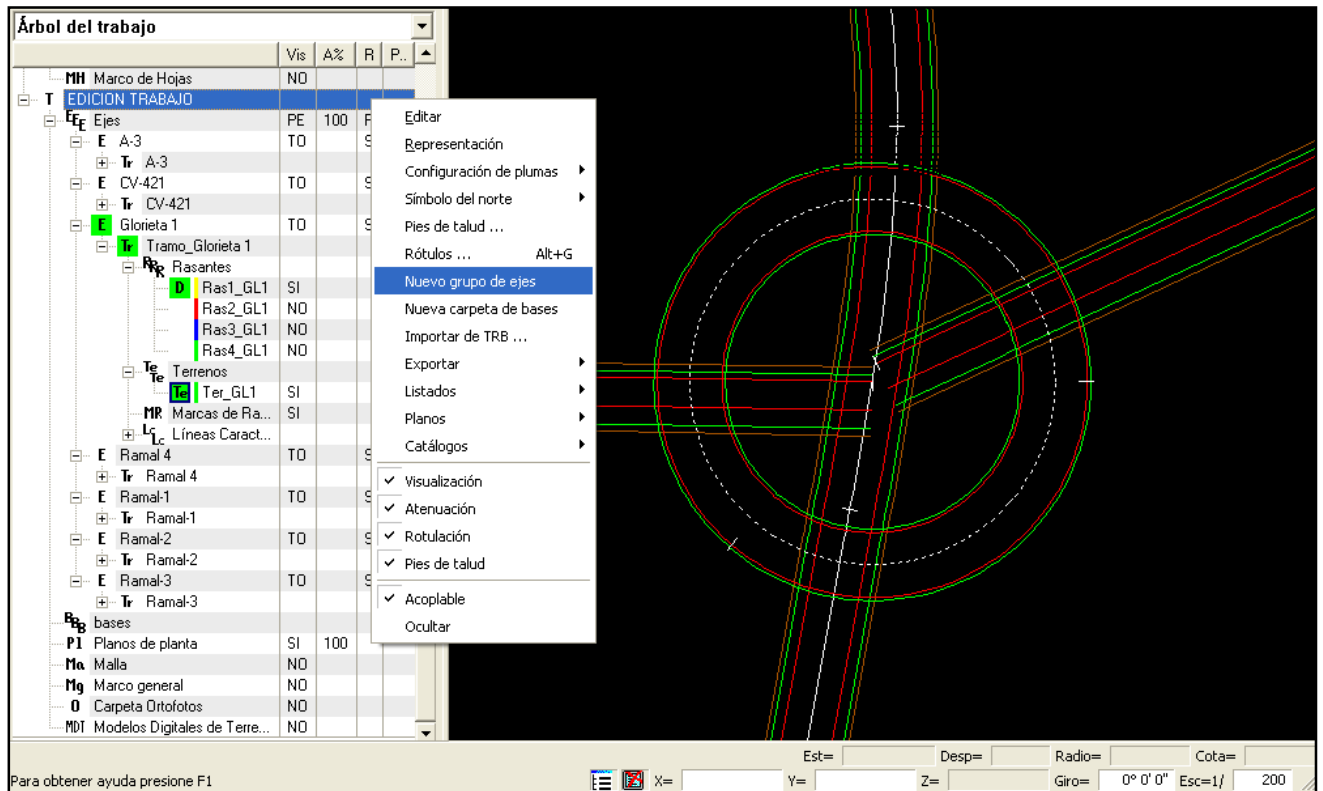 Árbol del trabajo
Vis A% R P..
MH Marco de Hojas NO
T EDICION TRABAJO
EEE Ejes PE 100
E A-3 TO
Tr A-3
E CV-421 TO
Tr CV-421
E Glorieta 1 TO
Tr Tramo_Glorieta 1
RRR Rasantes
D Ras1_GL1 SI
Ras2_GL1 NO
Ras3_GL1 NO
Ras4_GL1 NO
Te Te Terrenos
Te Ter_GL1 SI
MR Marcas de Ra... SI
Lc Lc Líneas Caract...
E Ramal 4 TO
Tr Ramal 4
E Ramal-1 TO
Tr Ramal-1
E Ramal-2 TO
Tr Ramal-2
E Ramal-3 TO
Tr Ramal-3
BBB bases
Pl Planos de planta SI 100
Ma Malla NO
Mg Marco general NO
O Carpeta Ortofotos NO
MDT Modelos Digitales de Terre... NO
Editar
Representación
Configuración de plumas
Símbolo del norte
Pies de talud ...
Rótulos ... Alt+G
Nuevo grupo de ejes
Nueva carpeta de bases
Importar de TRB ...
Exportar
Listados
Planos
Catálogos
Visualización
Atenuación
Rotulación
Pies de talud
Acoplable
Ocultar
Est= Desp= Radio= Cota=
Para obtener ayuda presione F1 X= Y= Z= Giro= 0° 0' 0" Esc=1/ 200